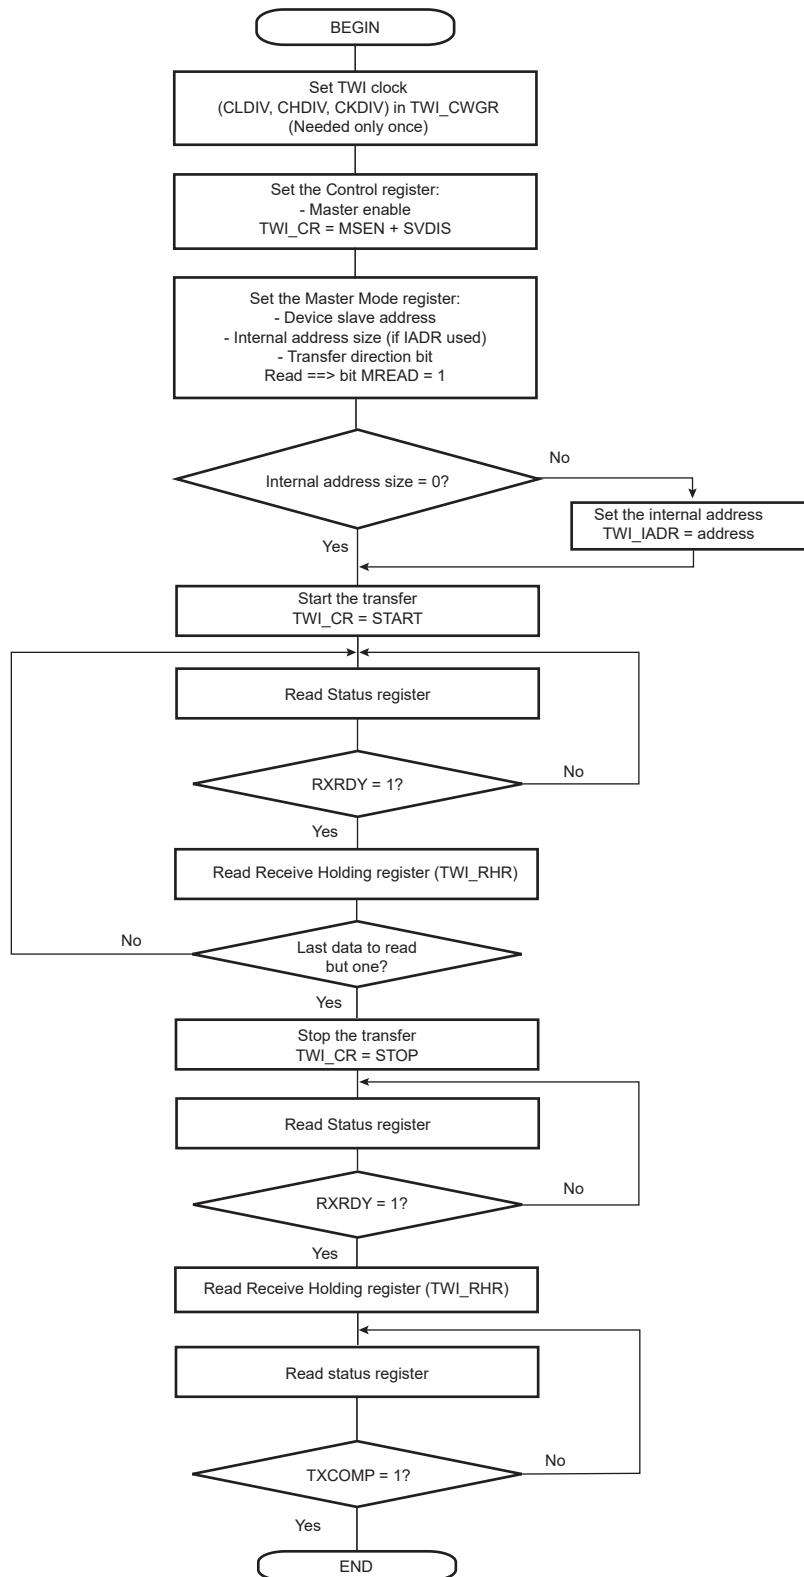 BEGIN
Set TWI clock
(CLDIV, CHDIV, CKDIV) in TWI_CWGR
(Needed only once)
Set the Control register:
- Master enable
TWI_CR = MSEN + SVDIS
Set the Master Mode register:
- Device slave address
- Internal address size (if IADR used)
- Transfer direction bit
Read ==> bit MREAD = 1
No
Internal address size = 0?
Set the internal address
TWI_IADR = address
Yes
Start the transfer
TWI_CR = START
Read Status register
RXRDY = 1?
No
Yes
Read Receive Holding register (TWI_RHR)
No
Last data to read
but one?
Yes
Stop the transfer
TWI_CR = STOP
Read Status register
RXRDY = 1?
No
Yes
Read Receive Holding register (TWI_RHR)
Read status register
TXCOMP = 1?
No
Yes
END